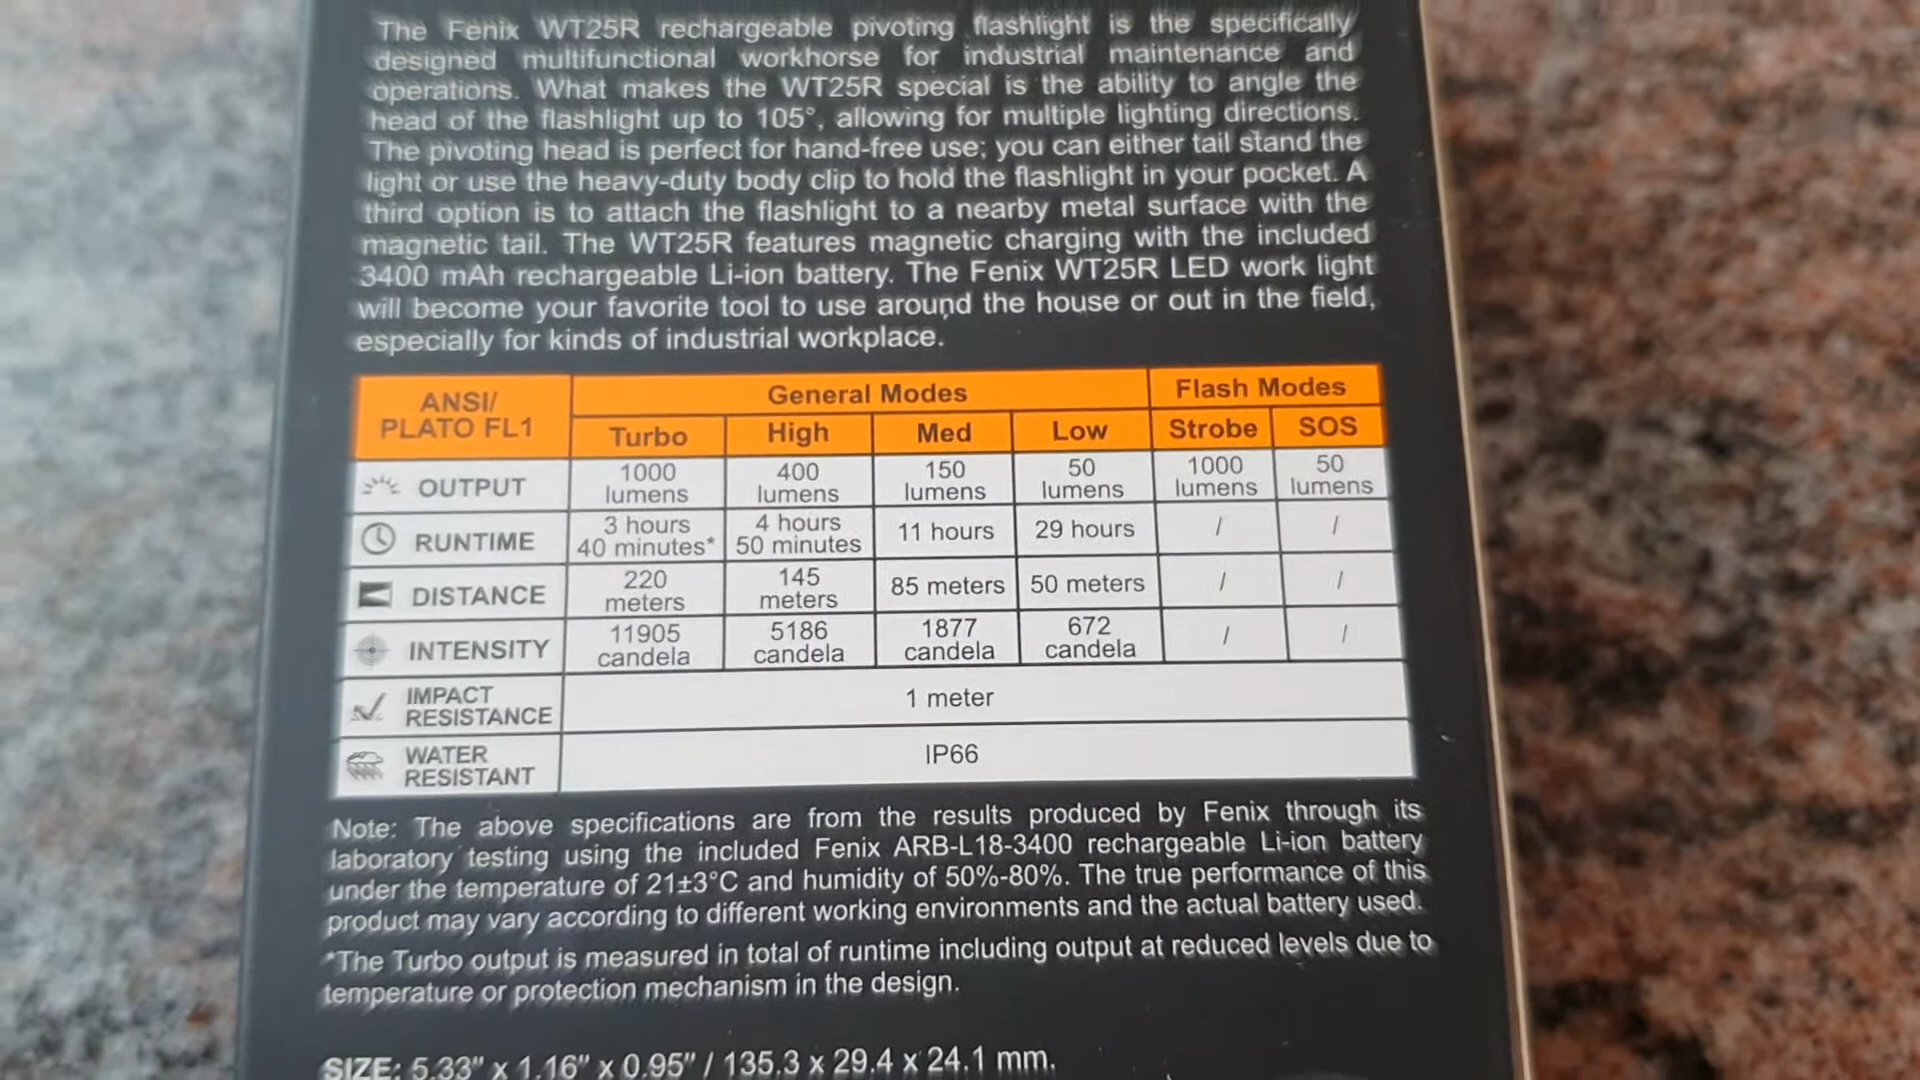 The Fenix WT25R rechargeable pivoting flashlight is the specifically
designed multifunctional workhorse for industrial maintenance and
operations. What makes the WT25R special is the ability to angle the
head of the flashlight up to 105°, allowing for multiple lighting directions.
The pivoting head is perfect for hand-free use; you can either tail stand the
light or use the heavy-duty body clip to hold the flashlight in your pocket. A
third option is to attach the flashlight to a nearby metal surface with the
magnetic tail. The WT25R features magnetic charging with the included
3400 mAh rechargeable Li-ion battery. The Fenix WT25R LED work light
will become your favorite tool to use around the house or out in the field,
especially for kinds of industrial workplace.
ANSI/
PLATO FL1
General Modes
Flash Modes
Turbo High Med Low Strobe SOS
OUTPUT 1000 lumens 400 lumens 150 lumens 50 lumens 1000 lumens 50 lumens
RUNTIME 3 hours 40 minutes* 4 hours 50 minutes 11 hours 29 hours / /
DISTANCE 220 meters 145 meters 85 meters 50 meters / /
INTENSITY 11905 candela 5186 candela 1877 candela 672 candela / /
IMPACT RESISTANCE 1 meter
WATER RESISTANT IP66
Note: The above specifications are from the results produced by Fenix through its
laboratory testing using the included Fenix ARB-L18-3400 rechargeable Li-ion battery
under the temperature of 21±3°C and humidity of 50%-80%. The true performance of this
product may vary according to different working environments and the actual battery used.
*The Turbo output is measured in total of runtime including output at reduced levels due to
temperature or protection mechanism in the design.
SIZE: 5.33" x 1.16" x 0.95" / 135.3 x 29.4 x 24.1 mm.